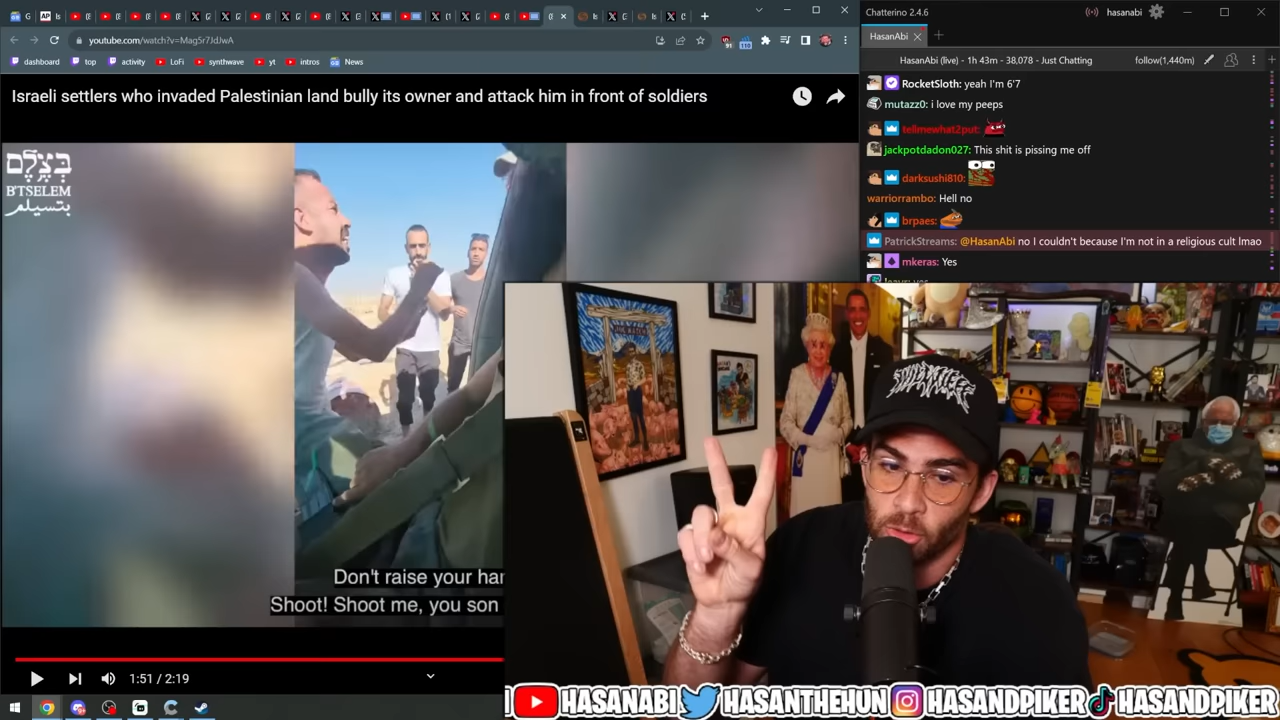 youtube.com/watch?v=Mag5r7JdJwA
dashboard
top
activity
LoFi
synthwave
yt
intros
News
Israeli settlers who invaded Palestinian land bully its owner and attack him in front of soldiers
בצלם
B'TSELEM
بتسيلم
Don't raise your han
Shoot! Shoot me, you son
1:51 / 2:19
Chatterino 2.4.6
hasanabi
HasanAbi
HasanAbi (live) - 1h 43m - 38,078 - Just Chatting
follow(1,440m)
RocketSloth: yeah I'm 6'7
mutazz0: i love my peeps
tellmewhat2put:
jackpotdadon027: This shit is pissing me off
darksushi810:
warriorrambo: Hell no
brpaes:
PatrickStreams: @HasanAbi no I couldn't because I'm not in a religious cult lmao
mkeras: Yes
HASANABI
HASANTHEHUN
HASANDPIKER
HASANDPIKER